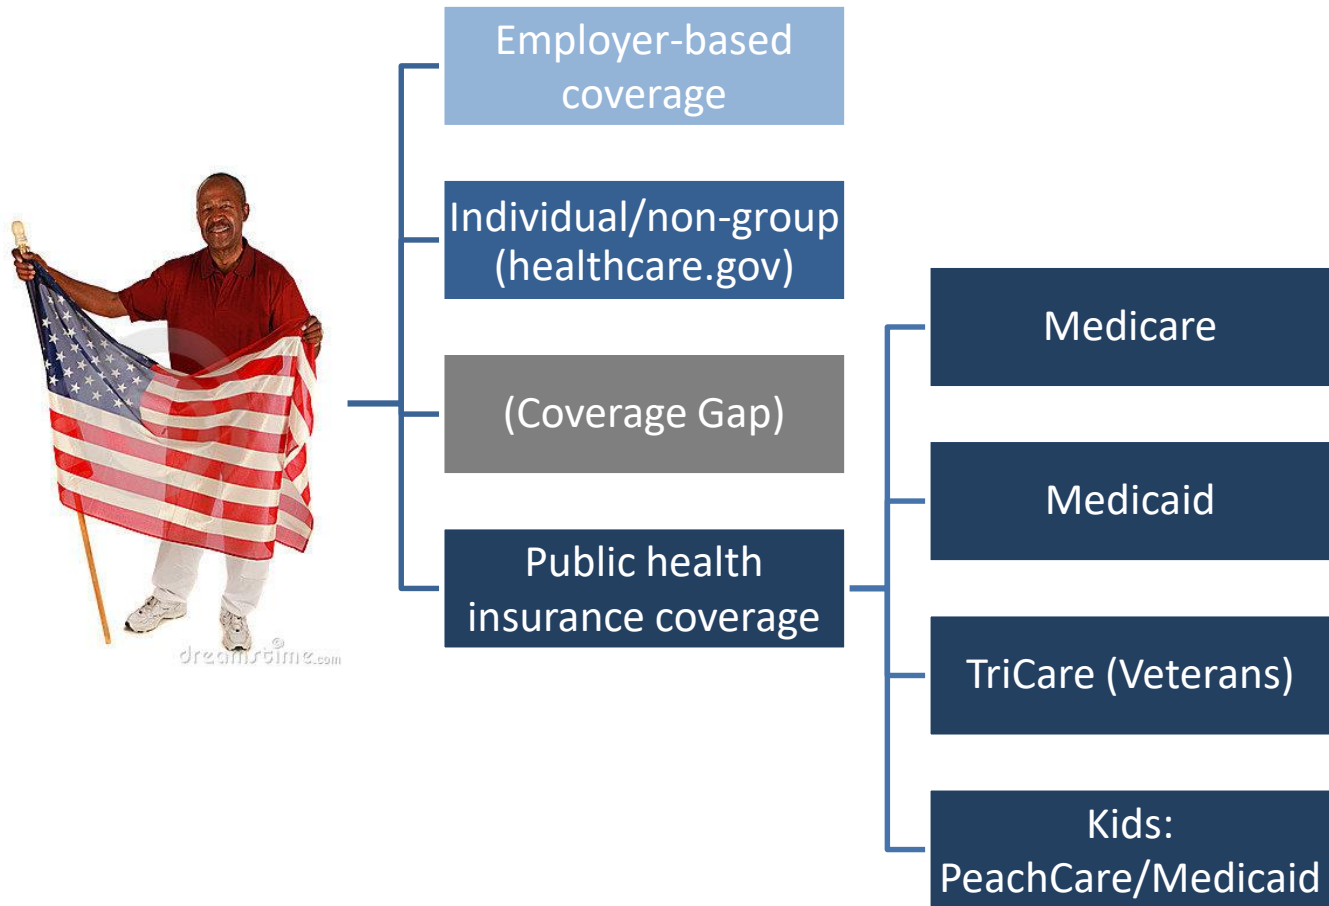 Employer-based
coverage
Individual/non-group
(healthcare.gov)
(Coverage Gap)
Public health
insurance coverage
Medicare
Medicaid
TriCare (Veterans)
Kids:
PeachCare/Medicaid
dreamstime.com